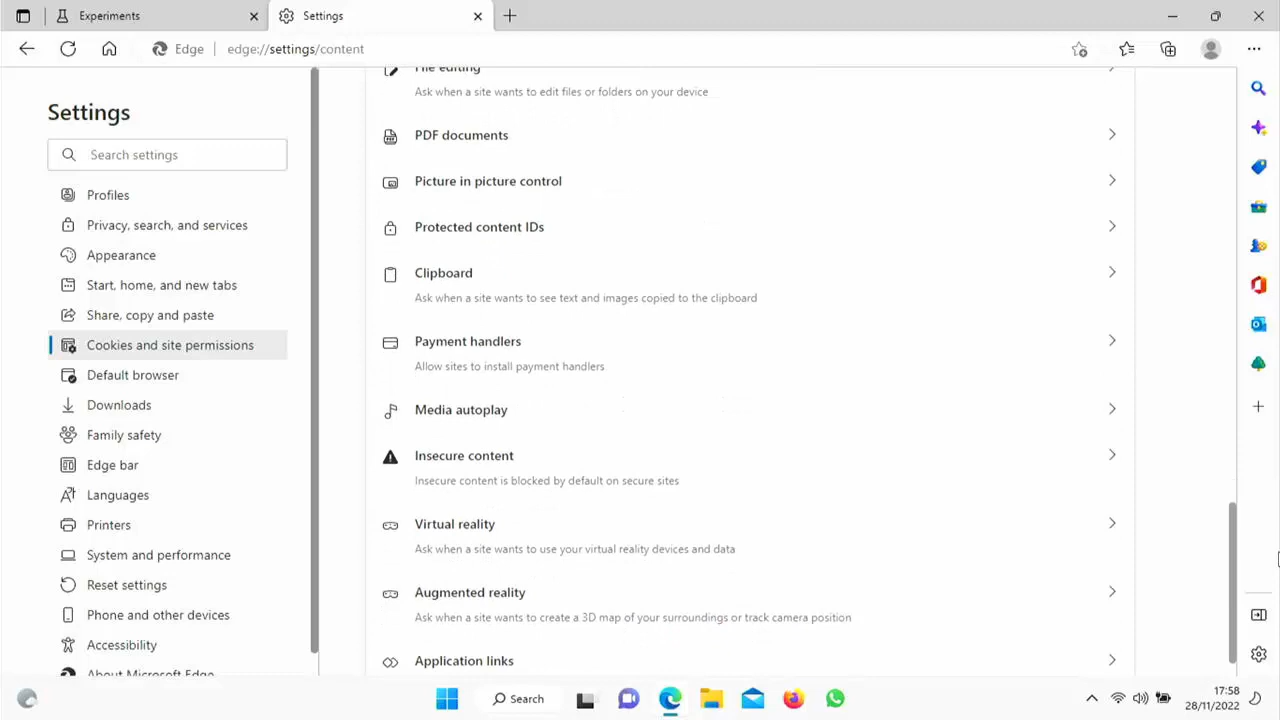 Experiments
Settings
Edge
edge://settings/content
Settings
Search settings
Profiles
Privacy, search, and services
Appearance
Start, home, and new tabs
Share, copy and paste
Cookies and site permissions
Default browser
Downloads
Family safety
Edge bar
Languages
Printers
System and performance
Reset settings
Phone and other devices
Accessibility
About Microsoft Edge
File editing
Ask when a site wants to edit files or folders on your device
PDF documents
Picture in picture control
Protected content IDs
Clipboard
Ask when a site wants to see text and images copied to the clipboard
Payment handlers
Allow sites to install payment handlers
Media autoplay
Insecure content
Insecure content is blocked by default on secure sites
Virtual reality
Ask when a site wants to use your virtual reality devices and data
Augmented reality
Ask when a site wants to create a 3D map of your surroundings or track camera position
Application links
Search
17:58
28/11/2022